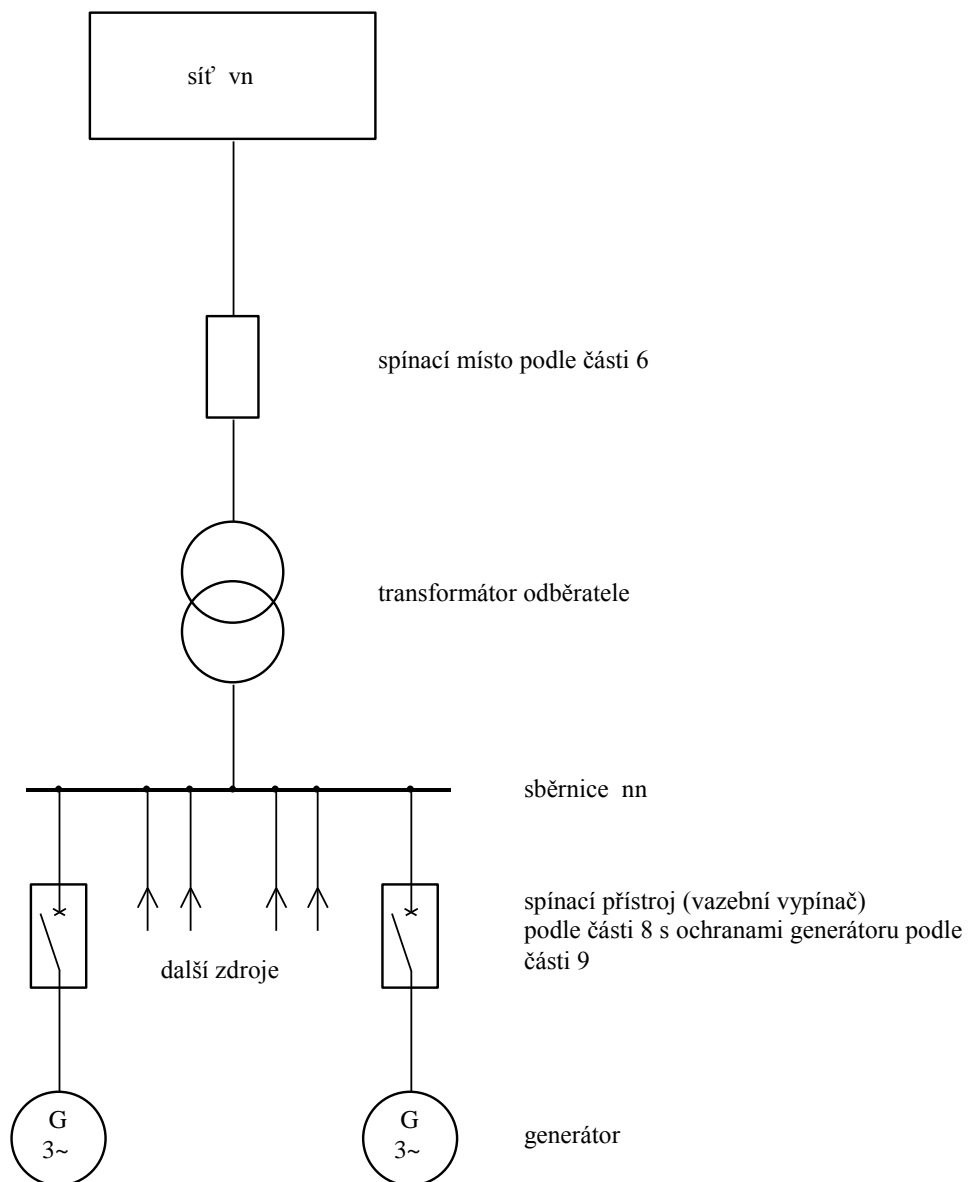 síť vn
spínací místo podle části 6
transformátor odběratele
sběrnice nn
spínací přístroj (vazební vypínač)
podle části 8 s ochranami generátoru podle
části 9
další zdroje
G
3~
G
3~
generátor